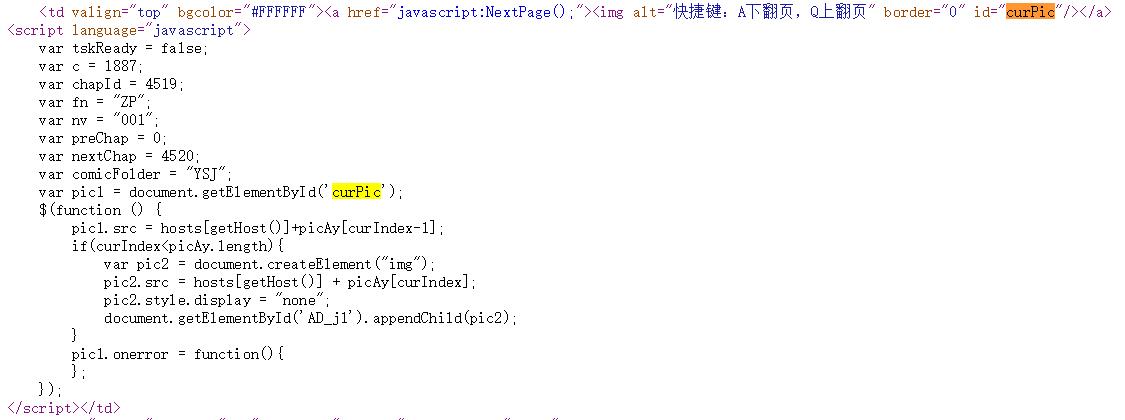 <td valign="top" bgcolor="#FFFFFF"><a href="javascript:NextPage();"><img alt="快捷键：A下翻页，Q上翻页" border="0" id="curPic"/></a>
<script language="javascript">
var tskReady = false;
var c = 1887;
var chapId = 4519;
var fn = "ZP";
var nv = "001";
var preChap = 0;
var nextChap = 4520;
var comicFolder = "YSJ";
var pic1 = document.getElementById('curPic');
$(function () {
pic1.src = hosts[getHost()]+picAy[curIndex-1];
if(curIndex<picAy.length){
var pic2 = document.createElement("img");
pic2.src = hosts[getHost()] + picAy[curIndex];
pic2.style.display = "none";
document.getElementById('AD_j1').appendChild(pic2);
}
pic1.onerror = function(){
};
});
</script></td>